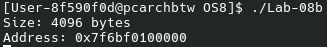 [User-8f590f0d@pcarchbtw OS8]$ ./Lab-08b
Size: 4096 bytes
Address: 0x7f6bf0100000